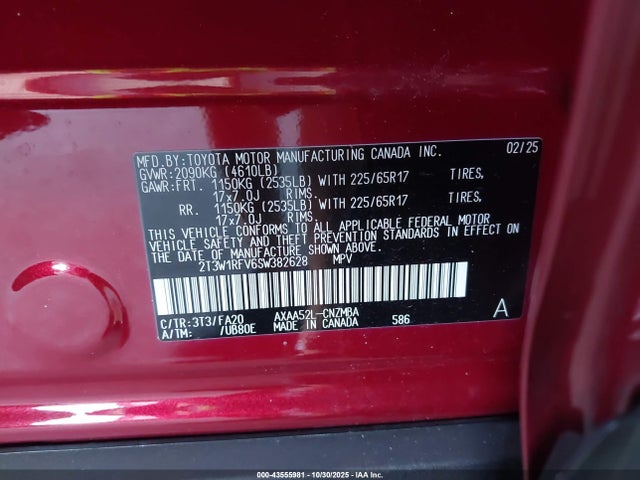 MFD.BY:TOYOTA MOTOR MANUFACTURING CANADA INC. 02/25
GVWR:2090KG (4610LB)
GAWR:FRT. 1150KG (2535LB) WITH 225/65R17 TIRES,
17x7.0J RIMS.
RR. 1150KG (2535LB) WITH 225/65R17 TIRES,
17x7.0J RIMS.
THIS VEHICLE CONFORMS TO ALL APPLICABLE FEDERAL MOTOR
VEHICLE SAFETY AND THEFT PREVENTION STANDARDS IN EFFECT ON
THE DATE OF MANUFACTURE SHOWN ABOVE.
2T3W1RFV6SW382628 MPV
C/TR:3T3/FA20 AXAA52L-CNZMBA
A/TM: /UB80E MADE IN CANADA 586 A
000-43555981 - 10/30/2025 - IAAI.com